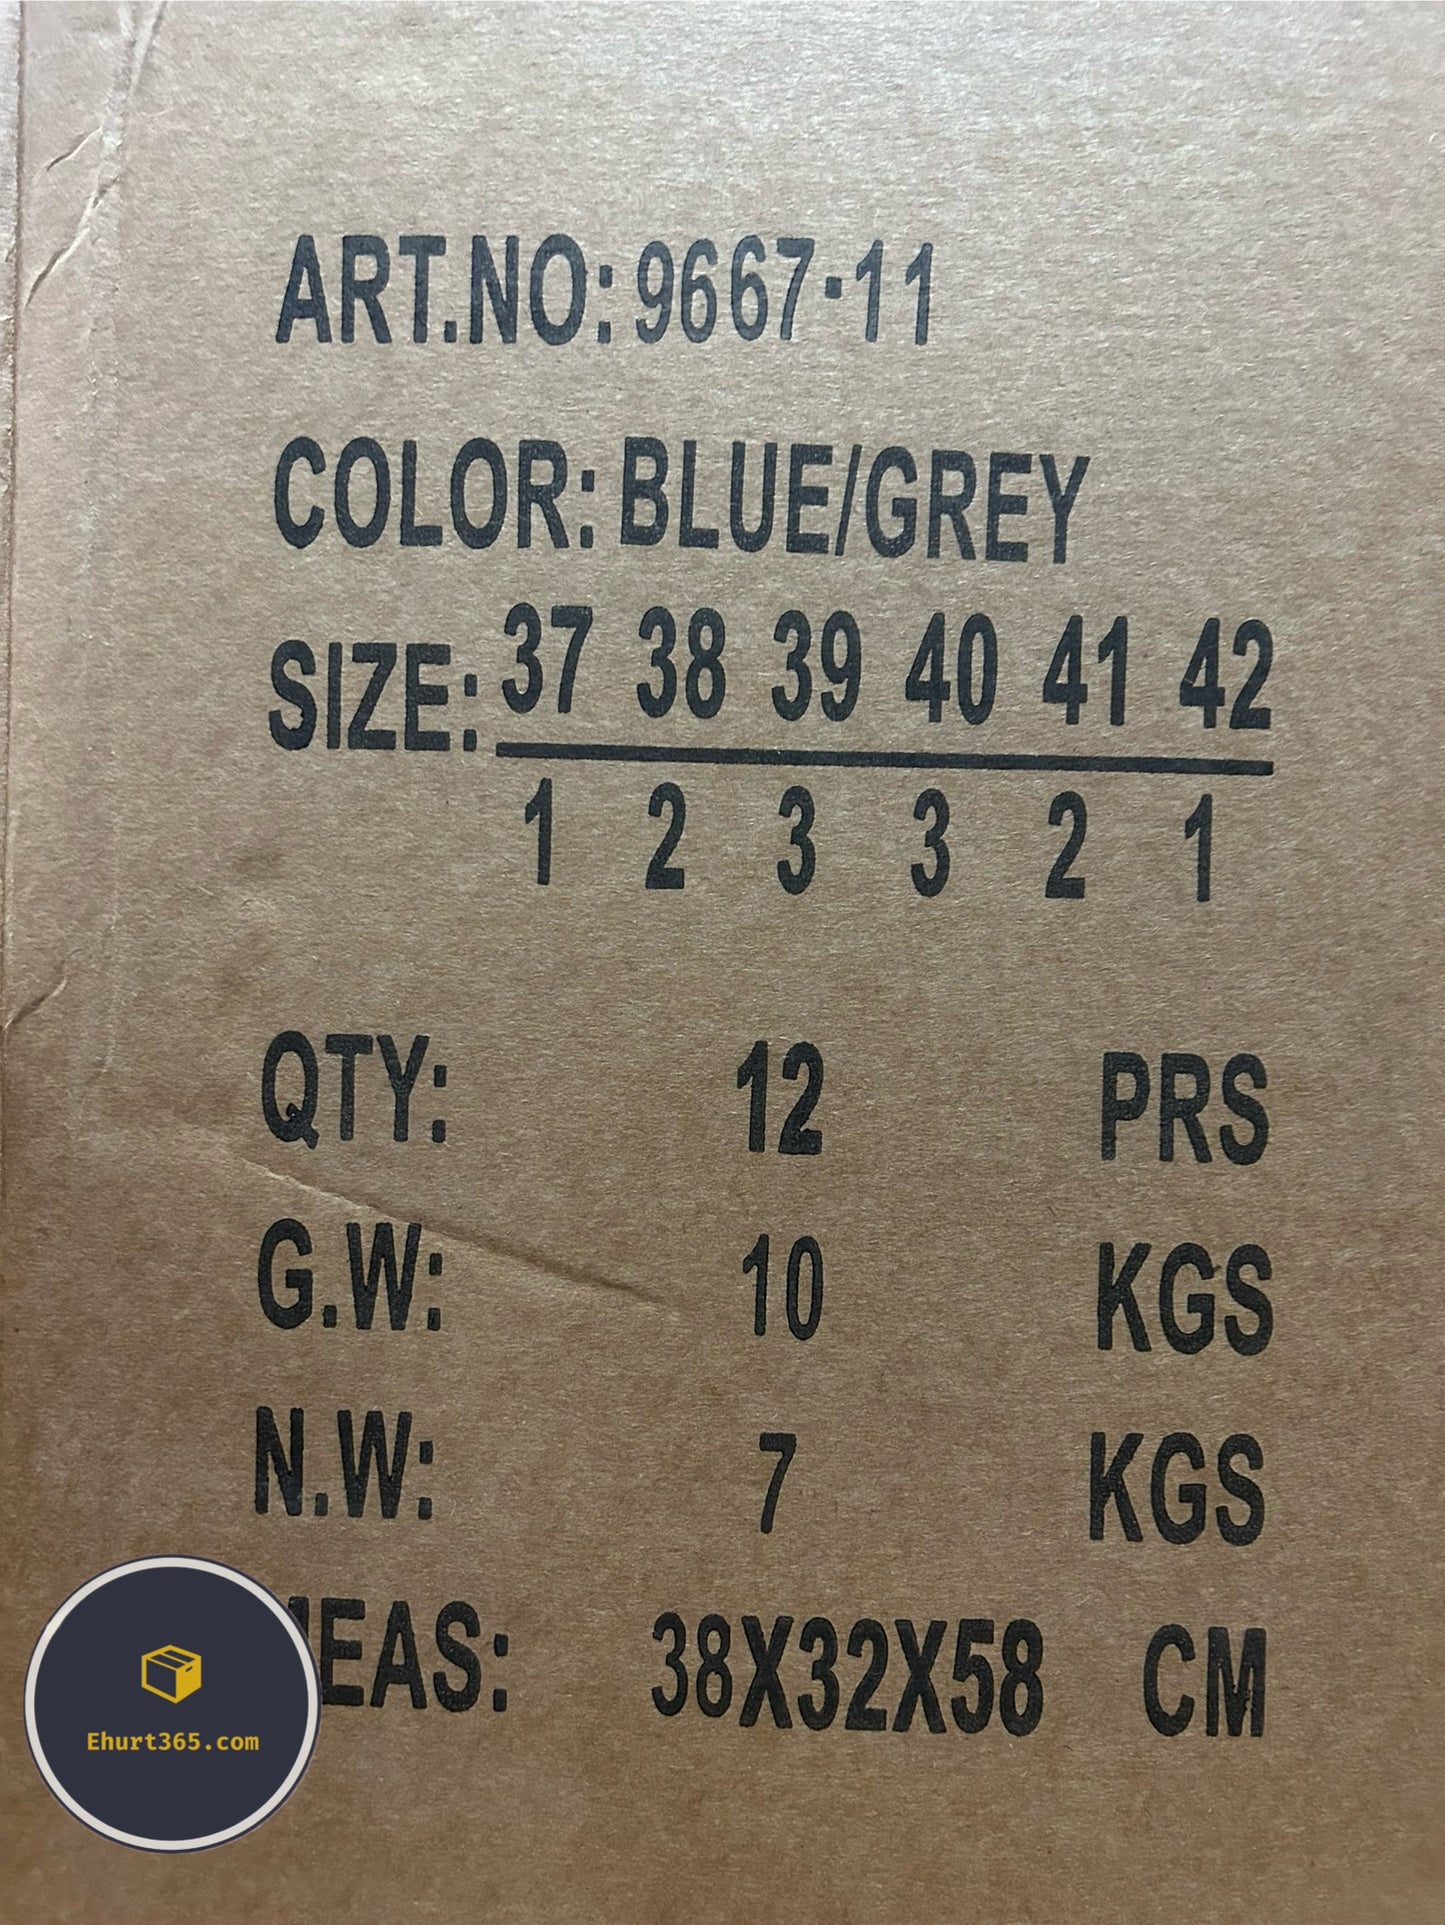 ART.NO: 9667-11
COLOR: BLUE/GREY
SIZE: 37 38 39 40 41 42
1 2 3 3 2 1
QTY: 12 PRS
G.W: 10 KGS
N.W: 7 KGS
EAS: 38X32X58 CM
Ehurt365.com